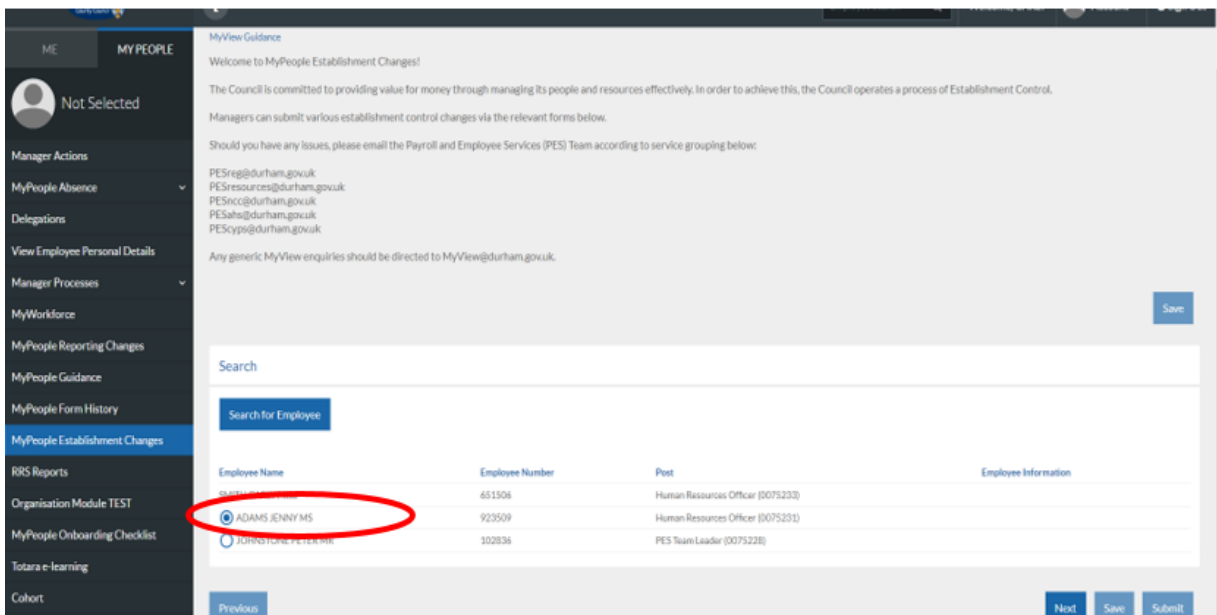 ME
MY PEOPLE
Not Selected
Manager Actions
MyPeople Absence
Delegations
View Employee Personal Details
Manager Processes
MyWorkforce
MyPeople Reporting Changes
MyPeople Guidance
MyPeople Form History
MyPeople Establishment Changes
RRS Reports
Organisation Module TEST
MyPeople Onboarding Checklist
Totara e-learning
Cohort
MyView Guidance
Welcome to MyPeople Establishment Changes!
The Council is committed to providing value for money through managing its people and resources effectively. In order to achieve this, the Council operates a process of Establishment Control.
Managers can submit various establishment control changes via the relevant forms below.
Should you have any issues, please email the Payroll and Employee Services (PES) Team according to service grouping below:
PESreg@durham.gov.uk
PESresources@durham.gov.uk
PESncc@durham.gov.uk
PESahs@durham.gov.uk
PEScyps@durham.gov.uk
Any generic MyView enquiries should be directed to MyView@durham.gov.uk.
Save
Search
Search for Employee
Employee Name Employee Number Post Employee Information
651506 Human Resources Officer (0075233)
ADAMS JENNY MS 923509 Human Resources Officer (0075231)
JOHNSTONE PETER MR 102836 PES Team Leader (0075228)
Previous Next Save Submit